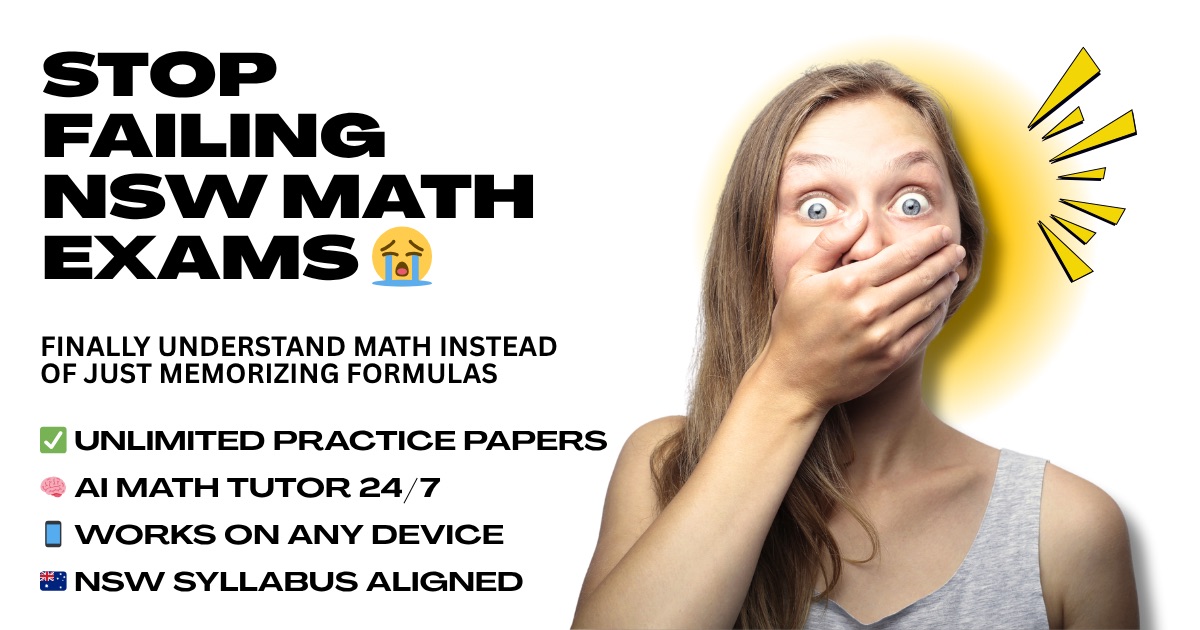 STOP
FAILING
NSW MATH
EXAMS 😭
FINALLY UNDERSTAND MATH INSTEAD
OF JUST MEMORIZING FORMULAS
✅ UNLIMITED PRACTICE PAPERS
🧠 AI MATH TUTOR 24/7
📱 WORKS ON ANY DEVICE
🇦🇺 NSW SYLLABUS ALIGNED